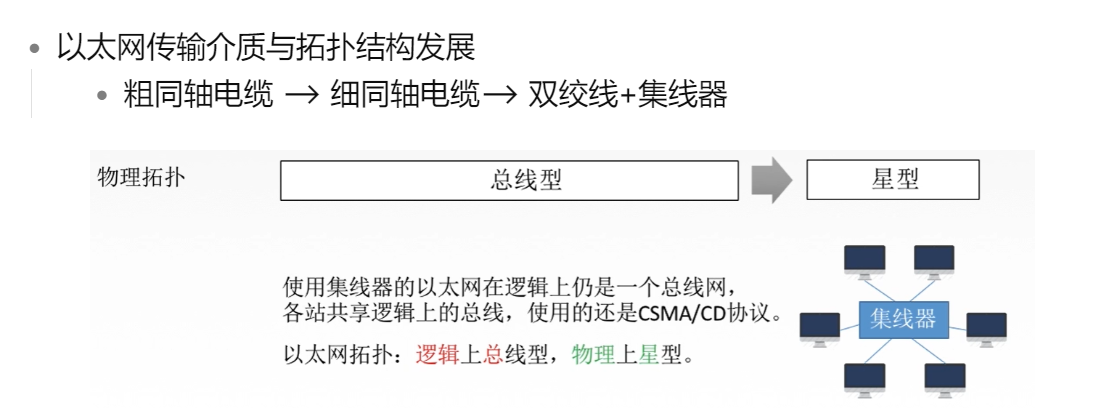 以太网传输介质与拓扑结构发展
粗同轴电缆 → 细同轴电缆→ 双绞线+集线器
物理拓扑
总线型
星型
使用集线器的以太网在逻辑上仍是一个总线网，
各站共享逻辑上的总线，使用的还是CSMA/CD协议。
以太网拓扑：逻辑上总线型，物理上星型。
集线器